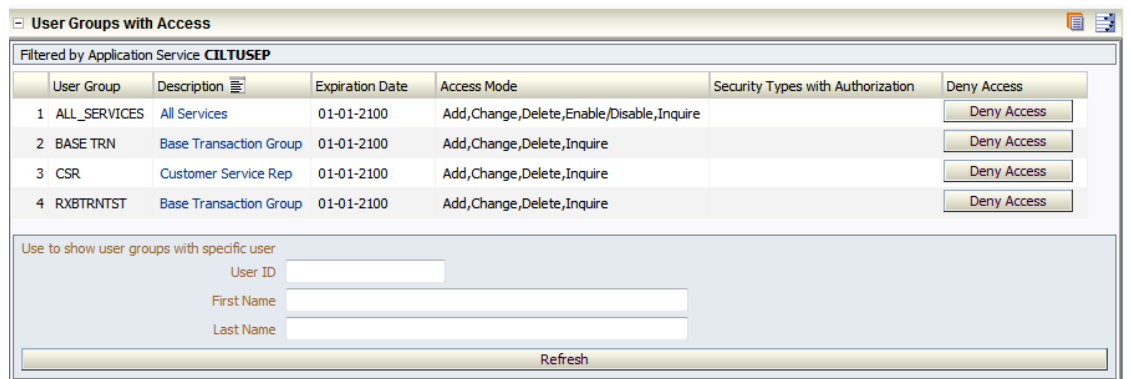 User Groups with Access
Filtered by Application Service CILTUSEP
User Group Description Expiration Date Access Mode Security Types with Authorization Deny Access
1 ALL_SERVICES All Services 01-01-2100 Add,Change,Delete,Enable/Disable,Inquire Deny Access
2 BASE TRN Base Transaction Group 01-01-2100 Add,Change,Delete,Inquire Deny Access
3 CSR Customer Service Rep 01-01-2100 Add,Change,Delete,Inquire Deny Access
4 RXBTRNTST Base Transaction Group 01-01-2100 Add,Change,Delete,Inquire Deny Access
Use to show user groups with specific user
User ID
First Name
Last Name
Refresh